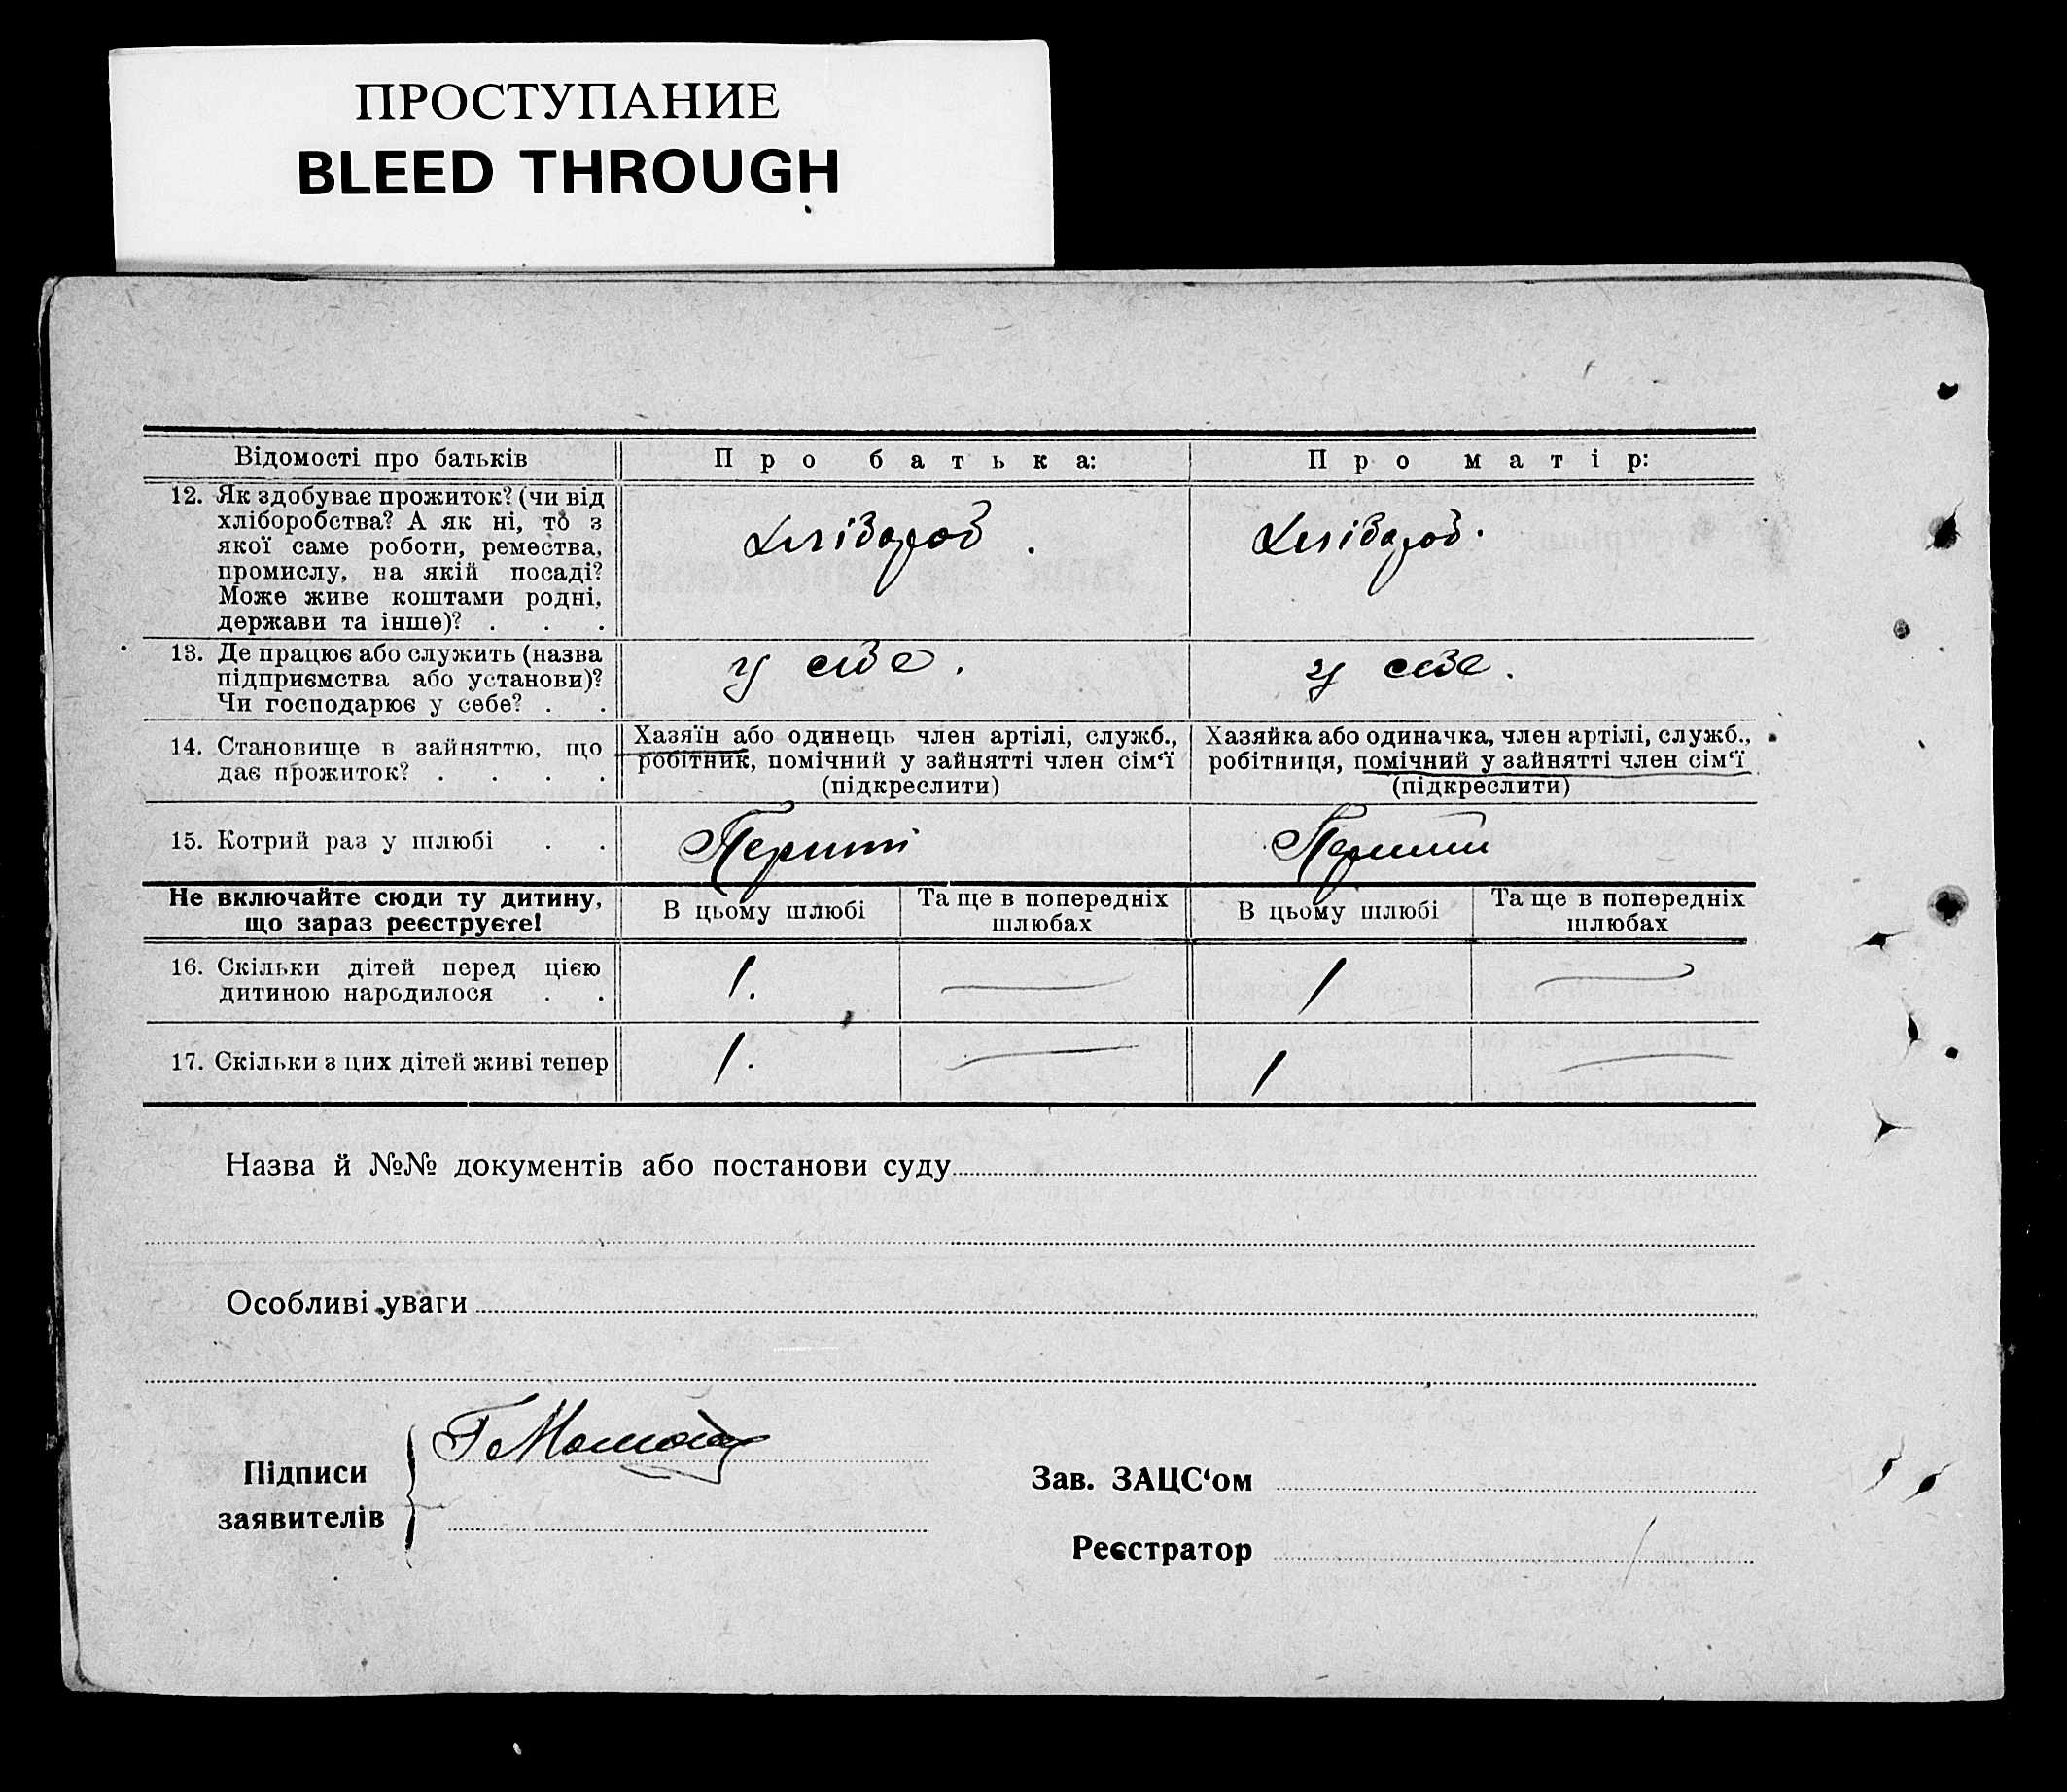 ПРОСТУПАНИЕ
BLEED THROUGH
Відомості про батьків
Про батька:
Про матір:
12. Як здобуває прожиток? (чи від
хліборобства? А як ні, то з
якої саме роботи, ремества,
промислу, на якій посаді?
Може живе коштами родні,
держави та інше)? . . .
Хлібороб .
Хлібороб.
13. Де працює або служить (назва
підприємства або установи)?
Чи господарює у себе? . .
у себе .
у себе .
14. Становище в зайняттю, що
дає прожиток? . . . .
Хазяїн або одинець член артілі, служб.,
робітник, помічний у зайнятті член сім‘ї
(підкреслити)
Хазяйка або одиначка, член артілі, служб.,
робітниця, помічний у зайнятті член сім‘ї
(підкреслити)
15. Котрий раз у шлюбі . .
Перший
Перший
Не включайте сюди ту дитину,
що зараз реєструєте!
В цьому шлюбі
Та ще в попередніх
шлюбах
В цьому шлюбі
Та ще в попередніх
шлюбах
16. Скільки дітей перед цією
дитиною народилося . .
1.
—
1
—
17. Скільки з цих дітей живі тепер
1.
—
1
—
Назва й №№ документів або постанови суду
Особливі уваги
Підписи
заявителів
Зав. ЗАЦС‘ом
Реєстратор